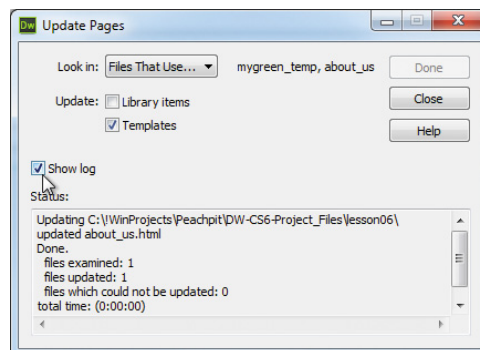 Dw Update Pages
Look in: Files That Use... mygreen_temp, about_us Done
Update: Library items Close
Templates Help
Show log
Status:
Updating C:\!WinProjects\Peachpit\DW-CS6-Project_Files\lesson06\
updated about_us.html
Done.
files examined: 1
files updated: 1
files which could not be updated: 0
total time: (0:00:00)